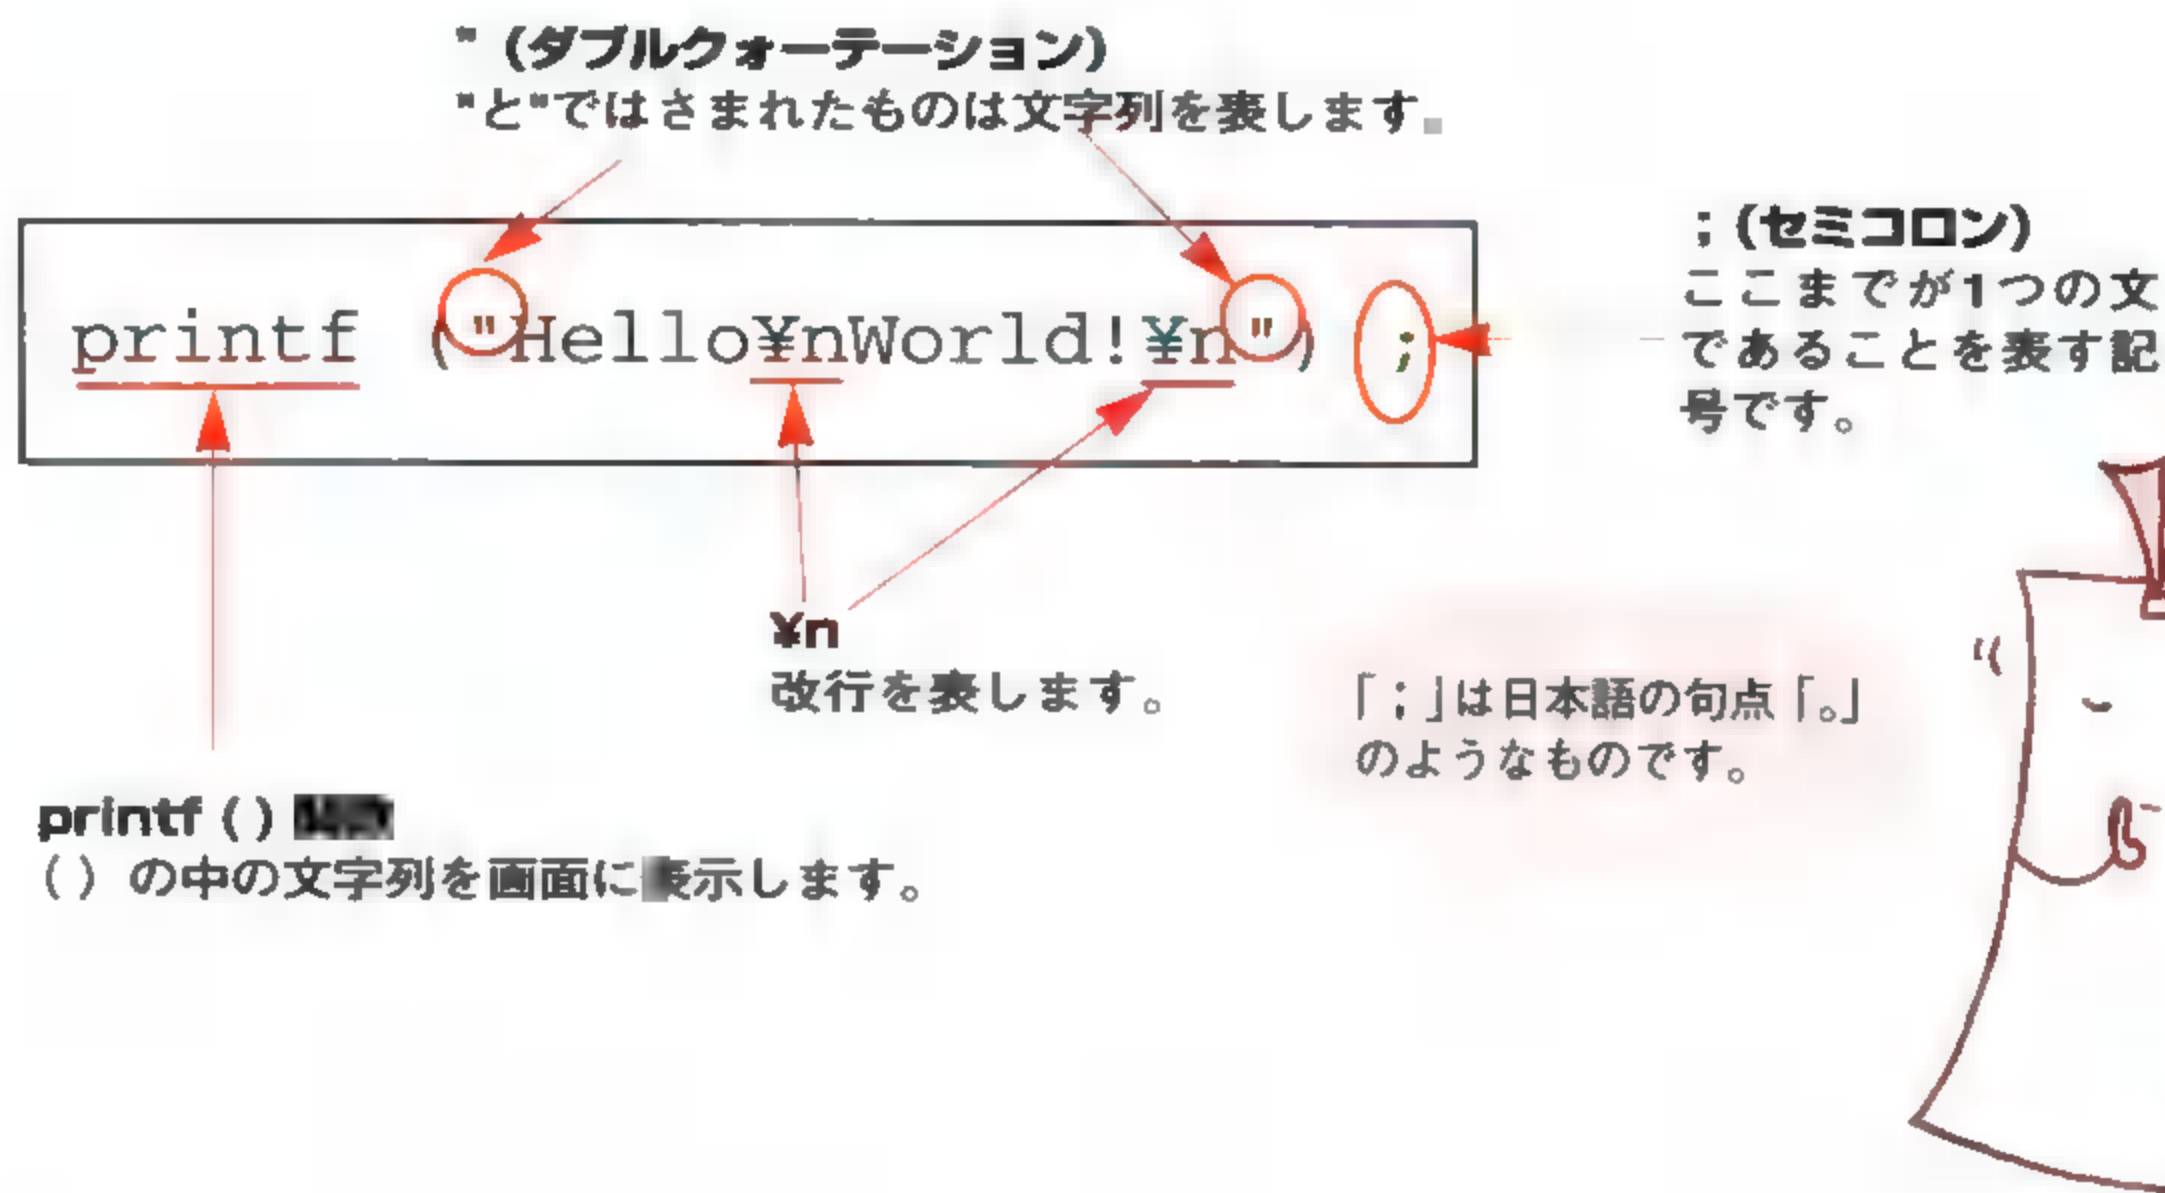 "（ダブルクォーテーション）
"と"ではさまれたものは文字列を表します。
printf ("Hello¥nWorld!¥n") ;
;（セミコロン）
ここまでが1つの文
であることを表す記
号です。
¥n
改行を表します。
「;」は日本語の句点「。」
のようなものです。
printf ( )
( ) の中の文字列を画面に表示します。